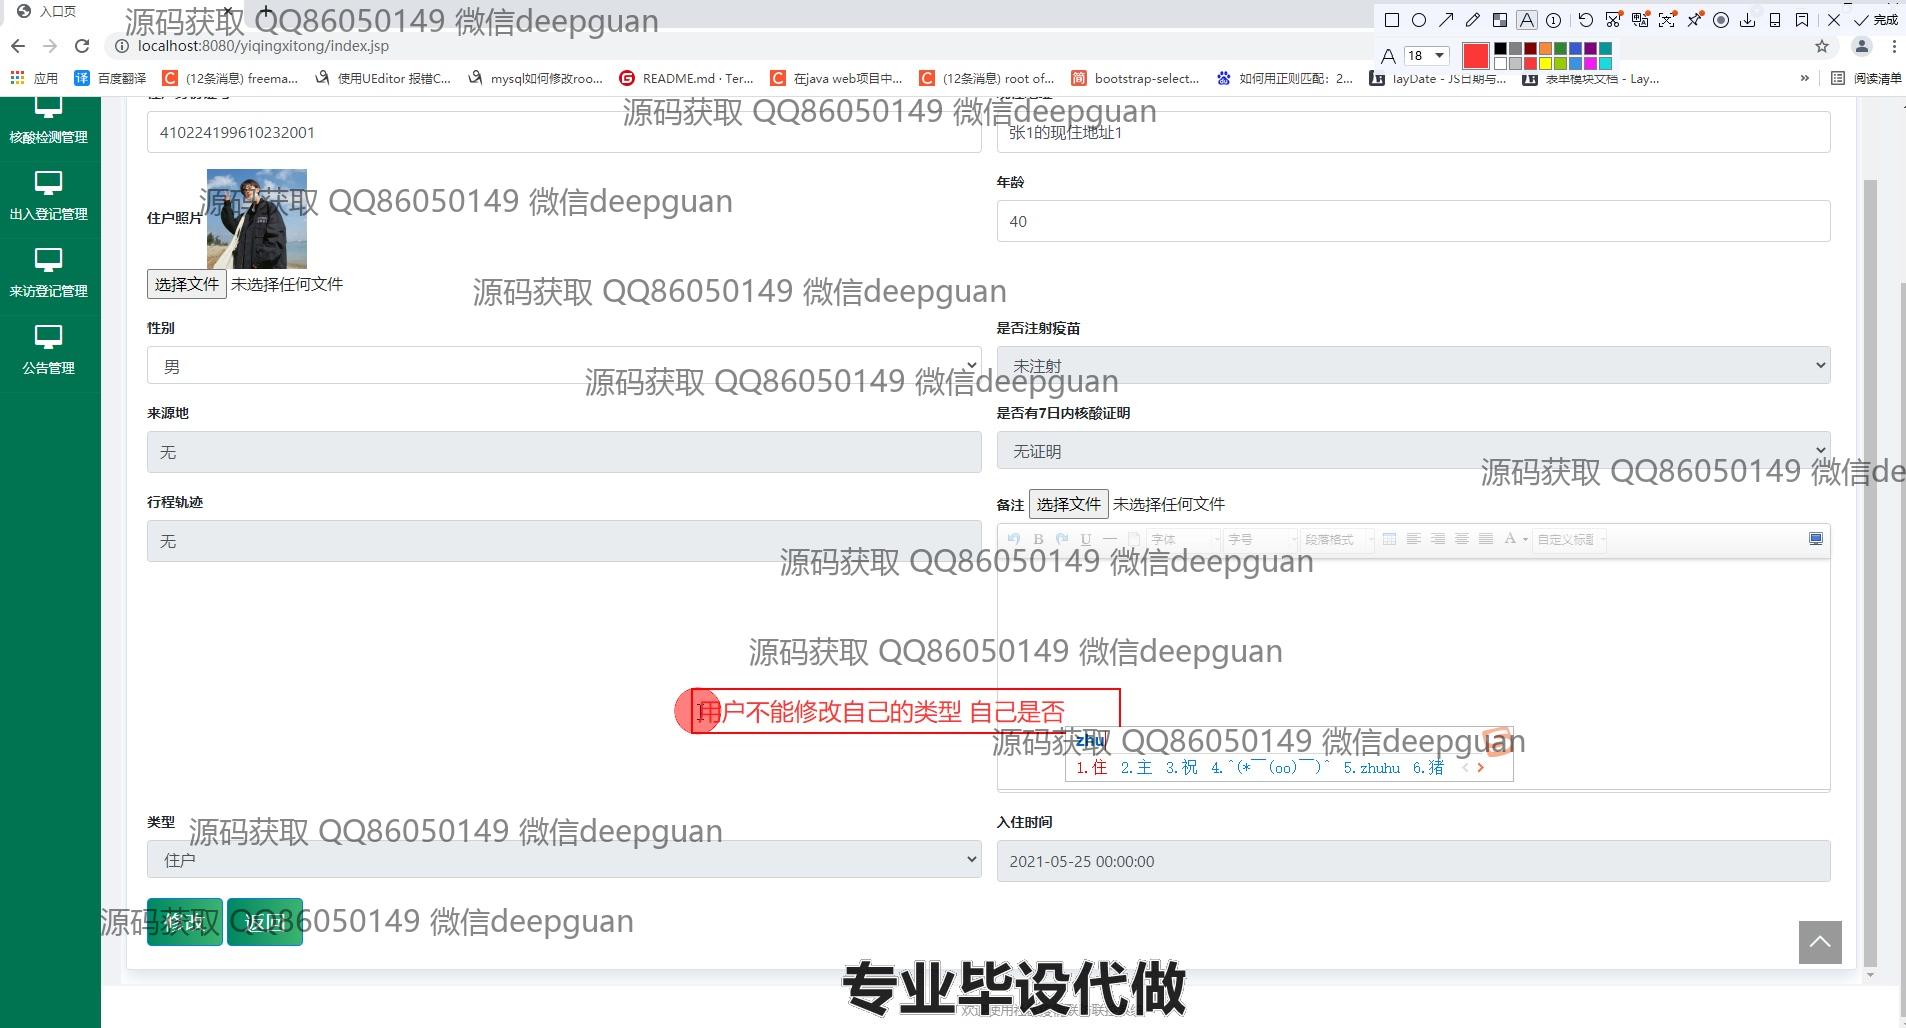 入口页
源码获取 QQ86050149 微信deepguan
完成
localhost:8080/yiqingxitong/index.jsp
A 18
应用 百度翻译 (12条消息) freema... 使用UEditor 报错C... mysql如何修改roo... README.md · Ter... 在java web项目中... (12条消息) root of... bootstrap-select... 如何用正则匹配：2... layDate - JS日期与... 表单模块文档 - Lay... » 阅读清单
源码获取 QQ86050149 微信deepguan
核酸检测管理
410224199610232001
张1的现住地址1
出入登记管理
住户照片
源码获取 QQ86050149 微信deepguan
年龄
40
选择文件 未选择任何文件
来访登记管理
源码获取 QQ86050149 微信deepguan
性别
是否注射疫苗
公告管理
男
未注射
源码获取 QQ86050149 微信deepguan
来源地
是否有7日内核酸证明
无
无证明
源码获取 QQ86050149 微信de
行程轨迹
备注 选择文件 未选择任何文件
无
B U 字体 字号 段落格式 A 自定义标题
源码获取 QQ86050149 微信deepguan
源码获取 QQ86050149 微信deepguan
用户不能修改自己的类型 自己是否
zhu
源码获取 QQ86050149 微信deepguan
1.住 2.主 3.祝 4.ˆ(*￣(oo)￣)ˆ 5.zhuhu 6.猪
类型
源码获取 QQ86050149 微信deepguan
入住时间
住户
2021-05-25 00:00:00
修改 返回
源码获取 QQ86050149 微信deepguan
专业毕设代做